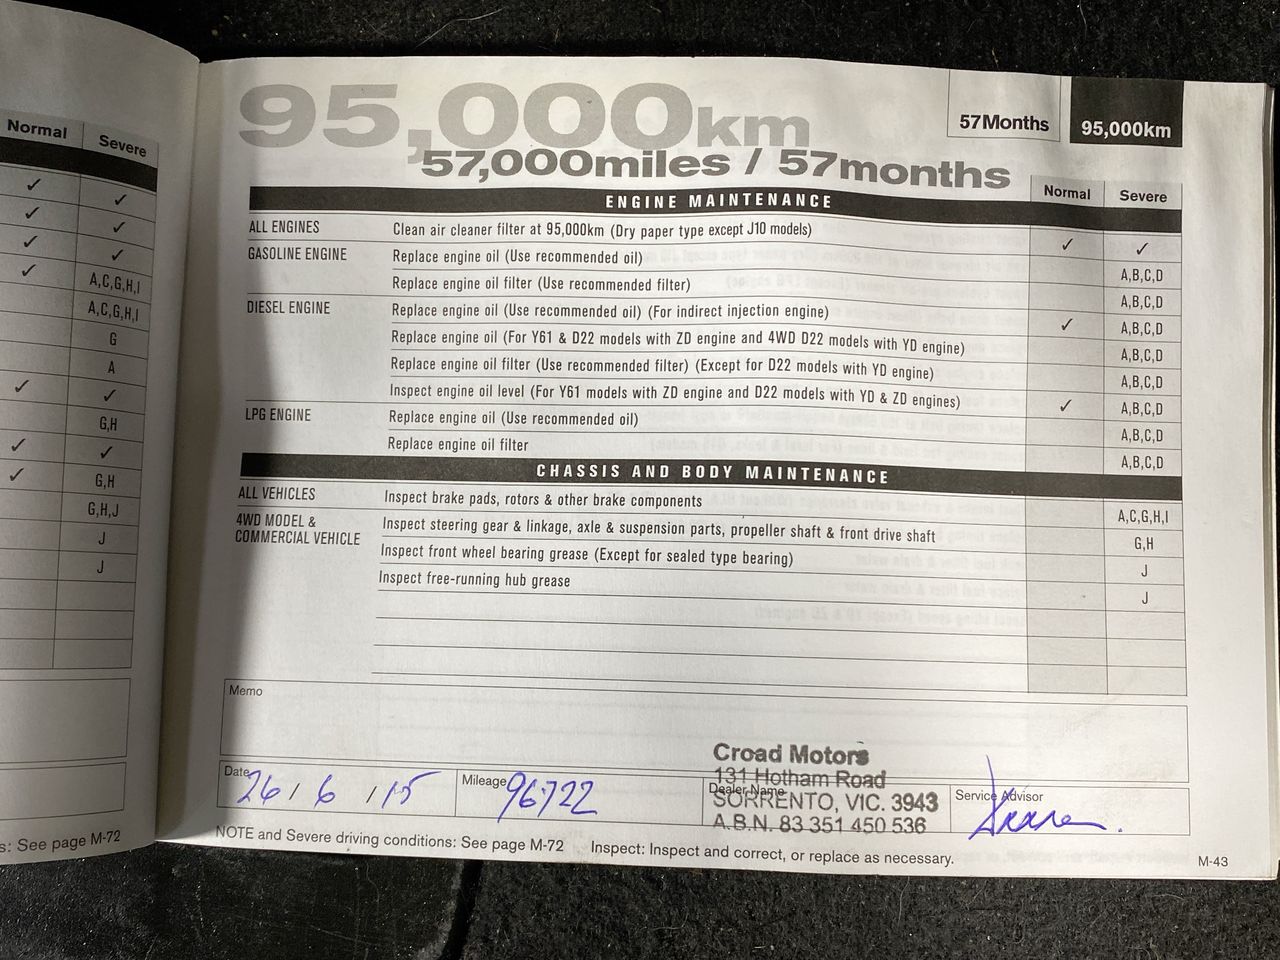 Normal Severe
✓ ✓
✓ ✓
✓ ✓
✓ A,C,G,H,I
A,C,G,H,I
G
A
✓ ✓
G,H
✓ ✓
✓ G,H
G,H,J
J
J
s: See page M-72
95,000km
57,000miles / 57months
57Months 95,000km
Normal Severe
ENGINE MAINTENANCE
ALL ENGINES Clean air cleaner filter at 95,000km (Dry paper type except J10 models) ✓ ✓
GASOLINE ENGINE Replace engine oil (Use recommended oil) A,B,C,D
Replace engine oil filter (Use recommended filter) A,B,C,D
DIESEL ENGINE Replace engine oil (Use recommended oil) (For indirect injection engine) ✓ A,B,C,D
Replace engine oil (For Y61 & D22 models with ZD engine and 4WD D22 models with YD engine) A,B,C,D
Replace engine oil filter (Use recommended filter) (Except for D22 models with YD engine) A,B,C,D
Inspect engine oil level (For Y61 models with ZD engine and D22 models with YD & ZD engines) ✓ A,B,C,D
LPG ENGINE Replace engine oil (Use recommended oil) A,B,C,D
Replace engine oil filter A,B,C,D
CHASSIS AND BODY MAINTENANCE
ALL VEHICLES Inspect brake pads, rotors & other brake components A,C,G,H,I
4WD MODEL & COMMERCIAL VEHICLE Inspect steering gear & linkage, axle & suspension parts, propeller shaft & front drive shaft G,H
Inspect front wheel bearing grease (Except for sealed type bearing) J
Inspect free-running hub grease J
Memo
Date 26 / 6 / 15
Mileage 96722
Dealer Name
Croad Motors
131 Hotham Road
SORRENTO, VIC. 3943
A.B.N. 83 351 450 536
Service Advisor
NOTE and Severe driving conditions: See page M-72 Inspect: Inspect and correct, or replace as necessary.
M-43